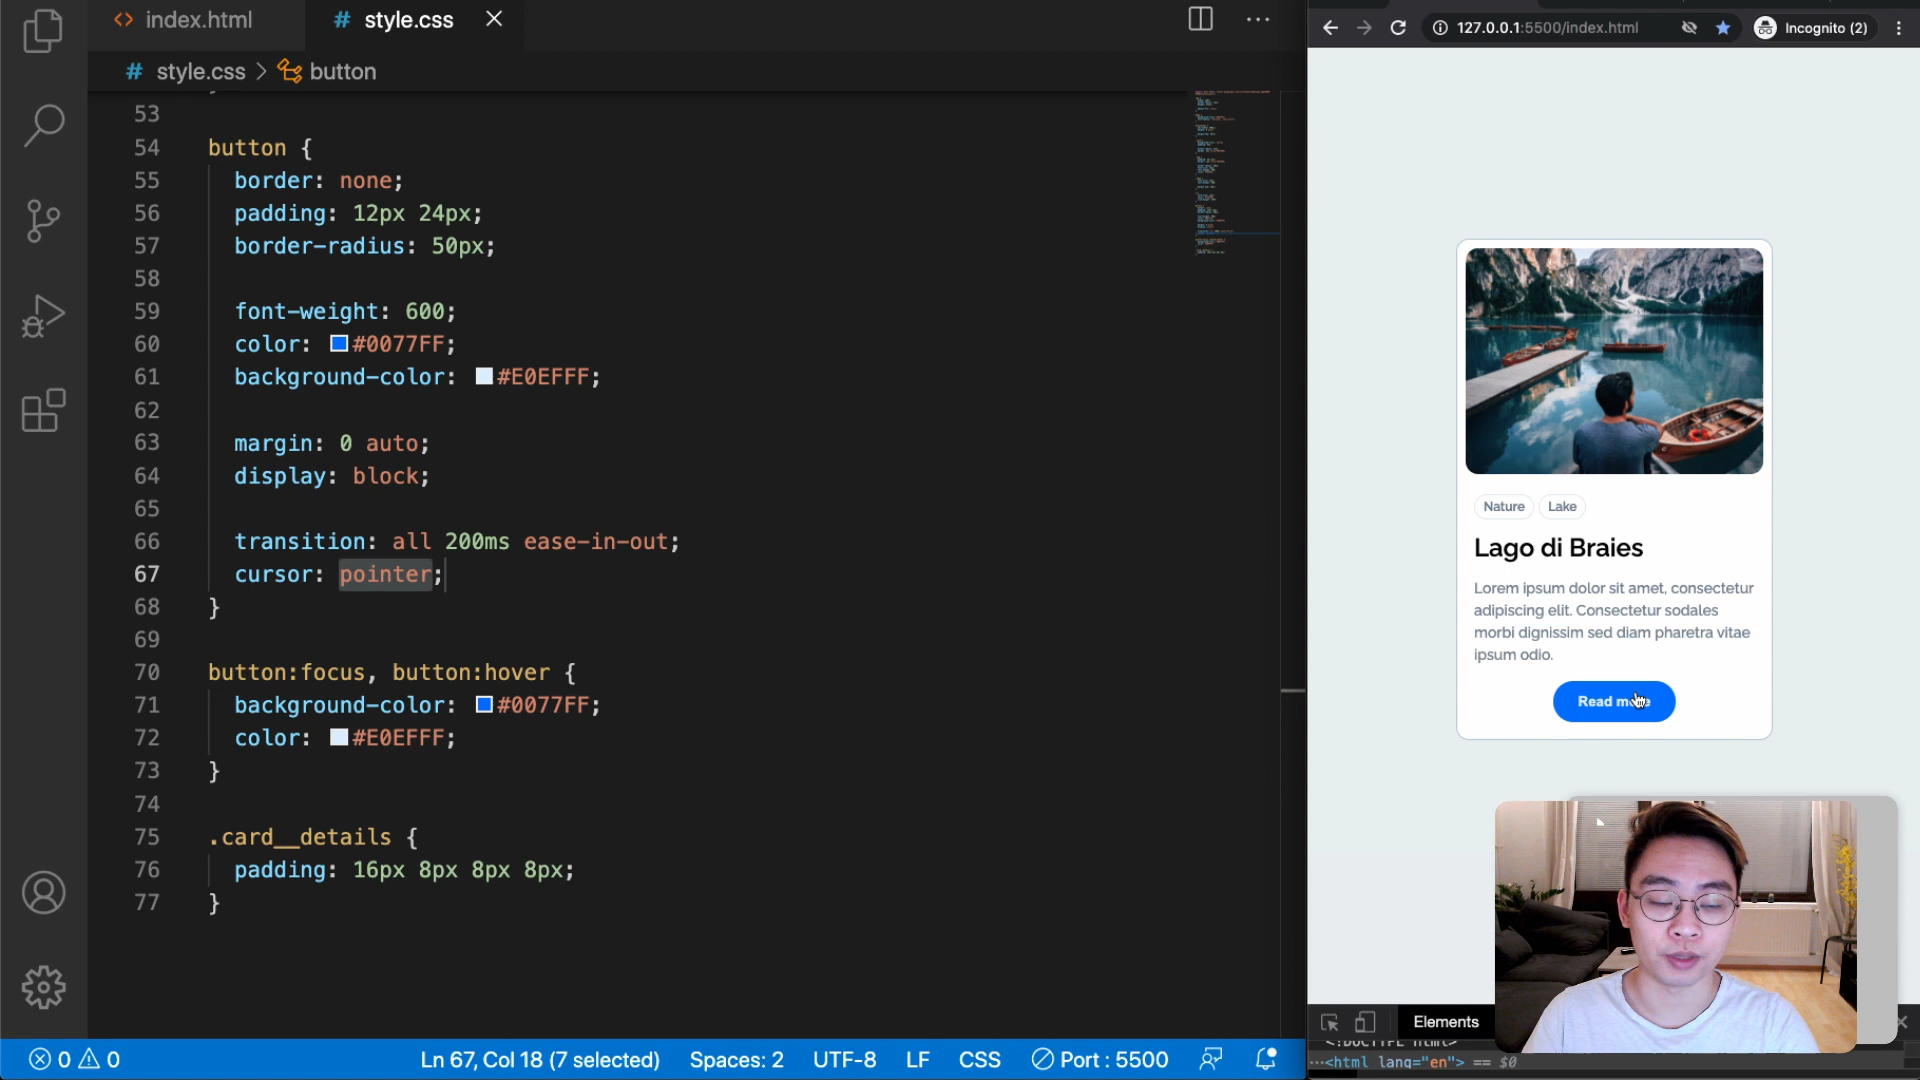 index.html
# style.css
# style.css > button
53
54 button {
55 border: none;
56 padding: 12px 24px;
57 border-radius: 50px;
58
59 font-weight: 600;
60 color: #0077FF;
61 background-color: #E0EFFF;
62
63 margin: 0 auto;
64 display: block;
65
66 transition: all 200ms ease-in-out;
67 cursor: pointer;
68 }
69
70 button:focus, button:hover {
71 background-color: #0077FF;
72 color: #E0EFFF;
73 }
74
75 .card__details {
76 padding: 16px 8px 8px 8px;
77 }
0 0
Ln 67, Col 18 (7 selected) Spaces: 2 UTF-8 LF CSS Port : 5500
127.0.0.1:5500/index.html
Incognito (2)
Nature Lake
Lago di Braies
Lorem ipsum dolor sit amet, consectetur
adipiscing elit. Consectetur sodales
morbi dignissim sed diam pharetra vitae
ipsum odio.
Read more
Elements
<!DOCTYPE html>
···<html lang="en"> == $0